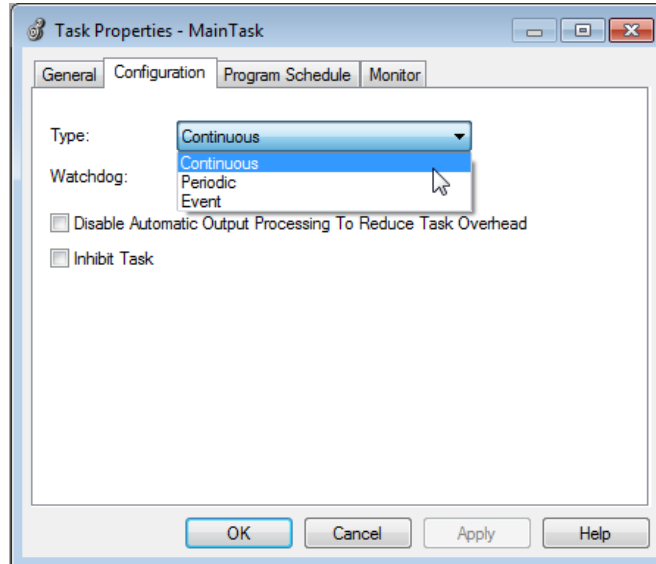 Task Properties - MainTask
General Configuration Program Schedule Monitor
Type: Continuous
Continuous
Watchdog:
Periodic
Event
Disable Automatic Output Processing To Reduce Task Overhead
Inhibit Task
OK Cancel Apply Help